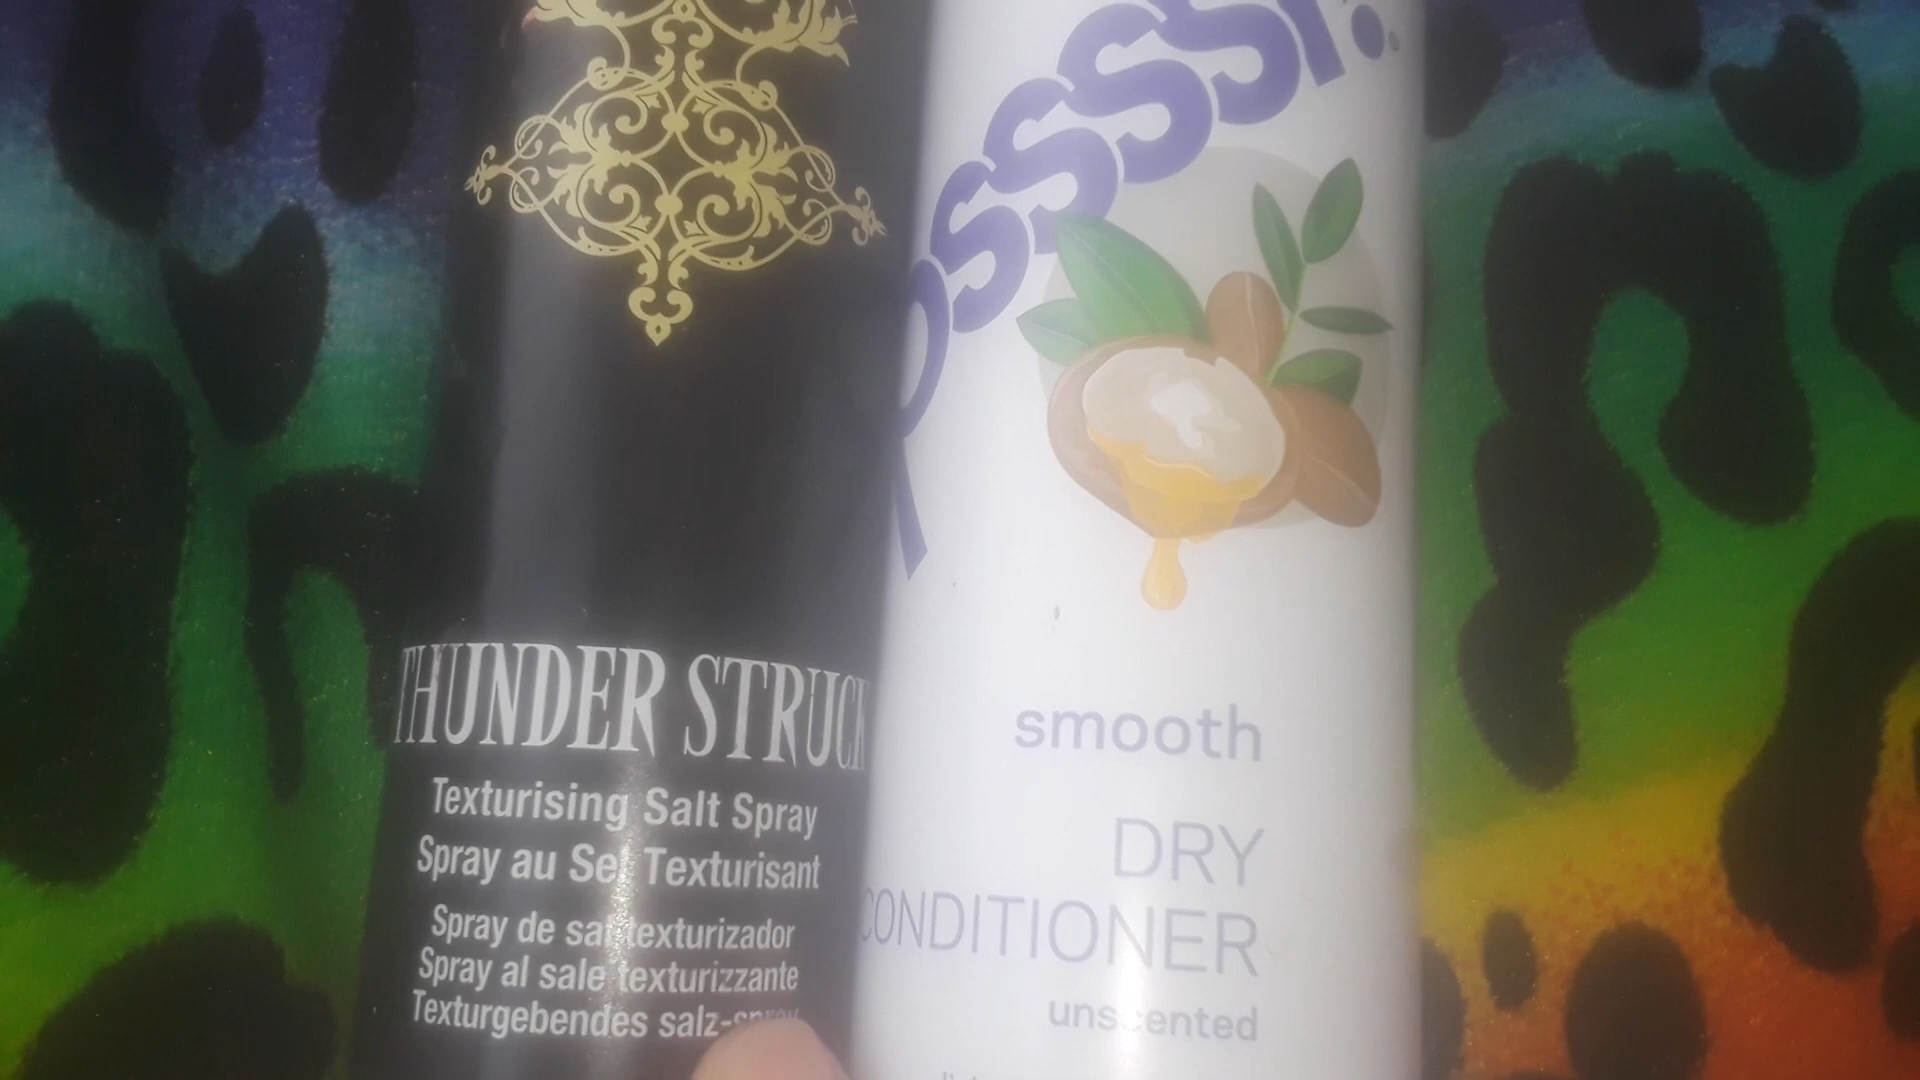 THUNDER STRUCK
Texturising Salt Spray
Spray au Sel Texturisant
Spray de sal texturizador
Spray al sale texturizzante
Texturgebendes salz-spray
Psssssst!
smooth
DRY
CONDITIONER
unscented